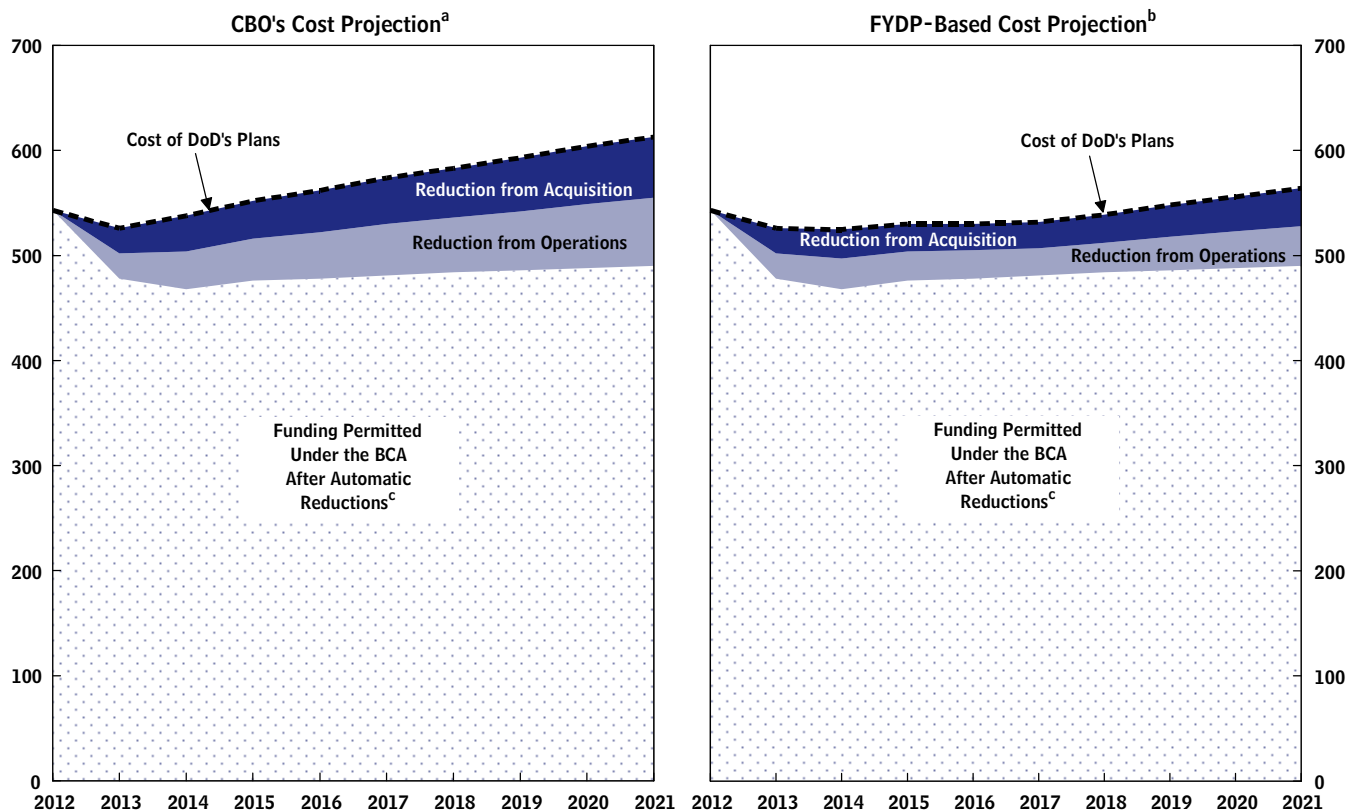 CBO's Cost Projectionᵃ
700
600
500
400
300
200
100
0
Cost of DoD's Plans
Reduction from Acquisition
Reduction from Operations
Funding Permitted
Under the BCA
After Automatic
Reductionsᶜ
2012 2013 2014 2015 2016 2017 2018 2019 2020 2021
FYDP-Based Cost Projectionᵇ
Cost of DoD's Plans
Reduction from Acquisition
Reduction from Operations
Funding Permitted
Under the BCA
After Automatic
Reductionsᶜ
700
600
500
400
300
200
100
0
2012 2013 2014 2015 2016 2017 2018 2019 2020 2021